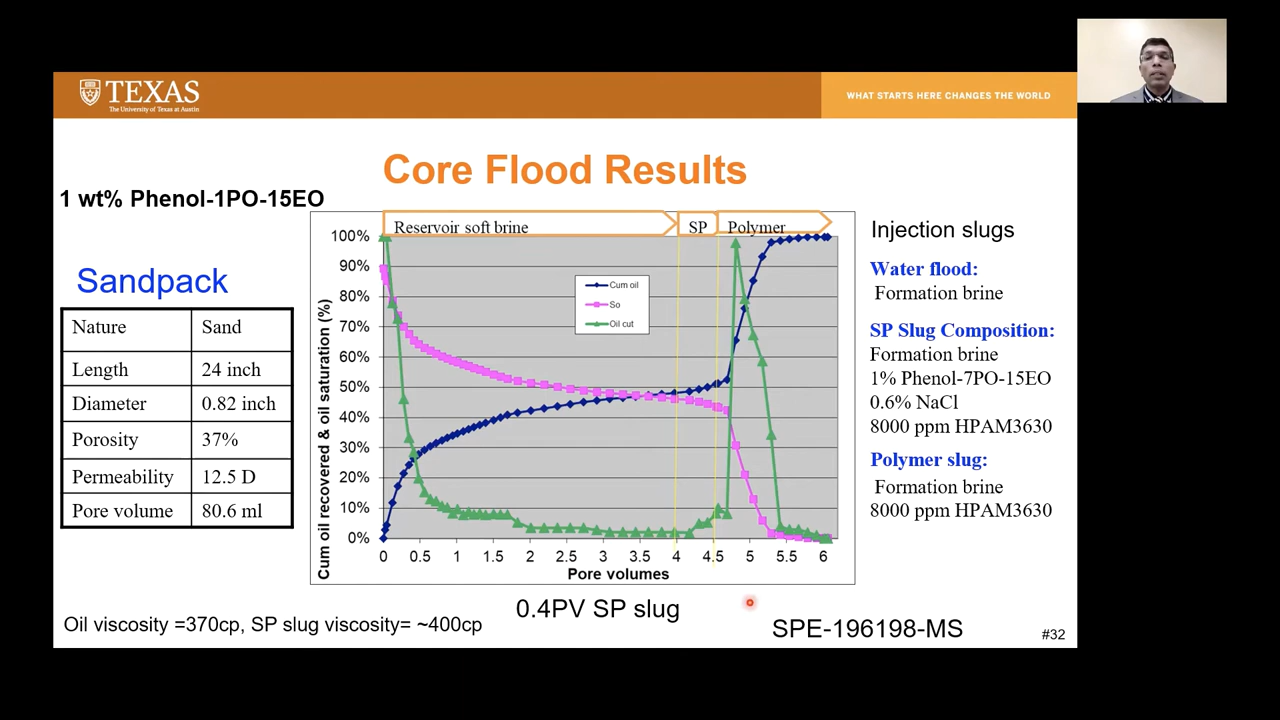 TEXAS
The University of Texas at Austin
WHAT STARTS HERE CHANGES THE WORLD
Core Flood Results
1 wt% Phenol-1PO-15EO
Sandpack
Nature Sand
Length 24 inch
Diameter 0.82 inch
Porosity 37%
Permeability 12.5 D
Pore volume 80.6 ml
Reservoir soft brine SP Polymer
Cum oil recovered & oil saturation (%)
100%
90%
80%
70%
60%
50%
40%
30%
20%
10%
0%
Cum oil
So
Oil cut
0 0.5 1 1.5 2 2.5 3 3.5 4 4.5 5 5.5 6
Pore volumes
Injection slugs
Water flood:
Formation brine
SP Slug Composition:
Formation brine
1% Phenol-7PO-15EO
0.6% NaCl
8000 ppm HPAM3630
Polymer slug:
Formation brine
8000 ppm HPAM3630
0.4PV SP slug
Oil viscosity =370cp, SP slug viscosity= ~400cp
SPE-196198-MS
#32